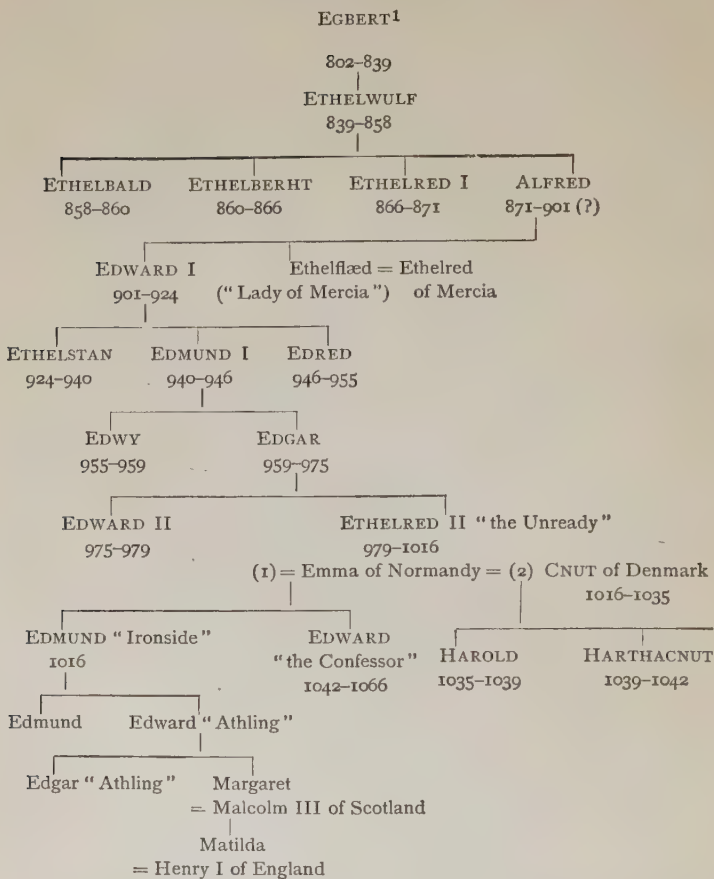 EGBERT¹
802–839
ETHELWULF
839–858
ETHELBALD ETHELBERHT ETHELRED I ALFRED
858–860 860–866 866–871 871–901 (?)
EDWARD I Ethelflæd = Ethelred
901–924 ("Lady of Mercia") of Mercia
ETHELSTAN EDMUND I EDRED
924–940 940–946 946–955
EDWY EDGAR
955–959 959–975
EDWARD II ETHELRED II "the Unready"
975–979 979–1016
(1) = Emma of Normandy = (2) CNUT of Denmark
1016–1035
EDMUND "Ironside" EDWARD HAROLD HARTHACNUT
1016 "the Confessor" 1035–1039 1039–1042
1042–1066
Edmund Edward "Athling"
Edgar "Athling" Margaret
= Malcolm III of Scotland
Matilda
= Henry I of England